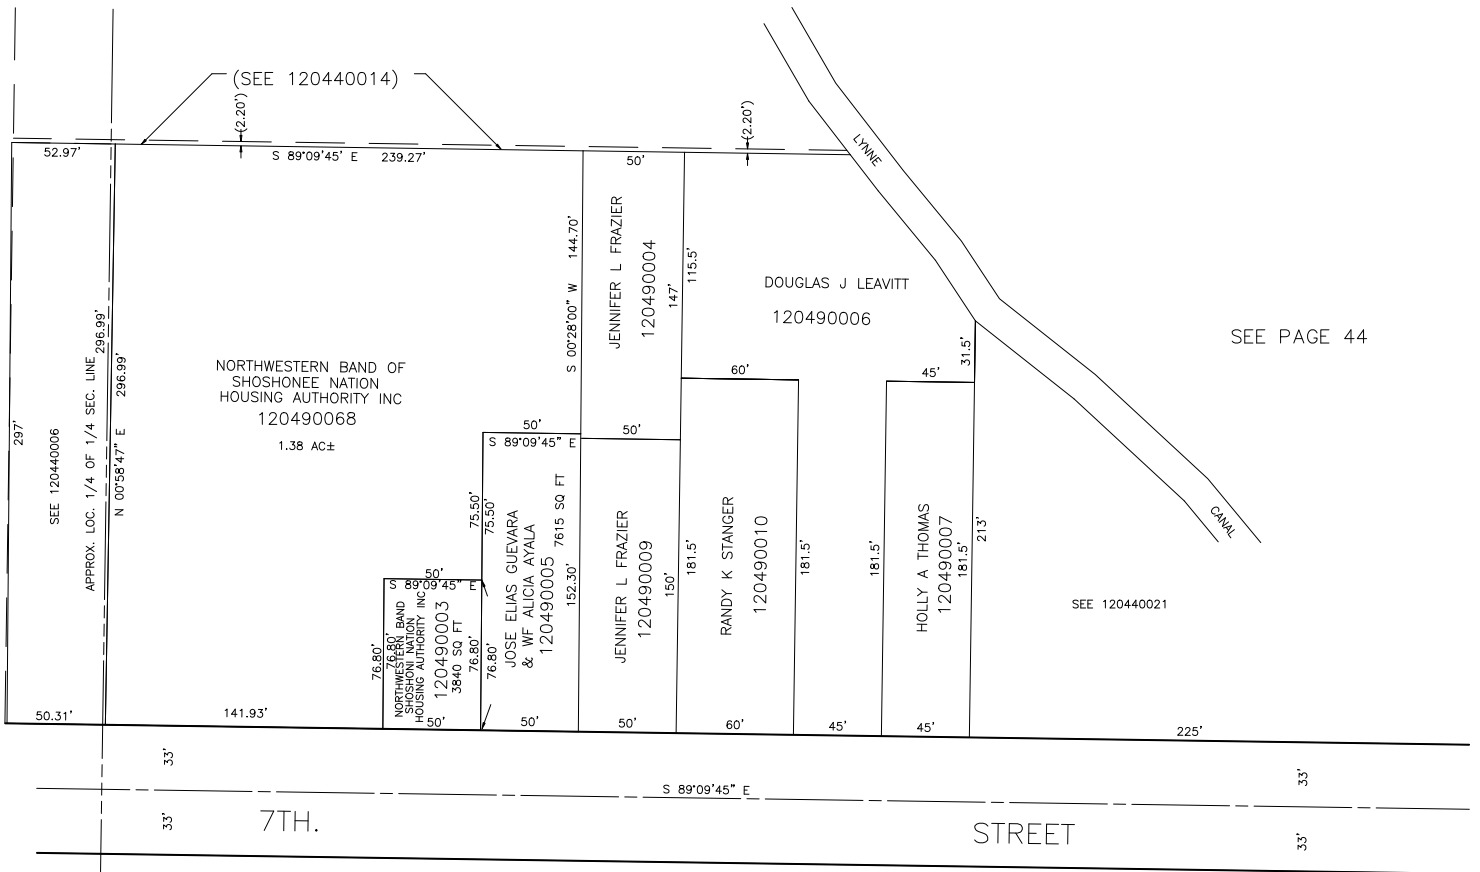 (SEE 120440014)
(2.20')
(2.20')
52.97'
S 89°09'45" E 239.27'
50'
LYNNE
297'
SEE 120440006
APPROX. LOC. 1/4 OF 1/4 SEC. LINE
296.99'
N 00°58'47" E 296.99'
NORTHWESTERN BAND OF
SHOSHONEE NATION
HOUSING AUTHORITY INC
120490068
1.38 AC±
S 00°28'00" W 144.70'
JENNIFER L FRAZIER
120490004
147'
115.5'
DOUGLAS J LEAVITT
120490006
SEE PAGE 44
31.5'
60'
45'
50'
S 89°09'45" E
50'
75.50'
75.50'
JOSE ELIAS GUEVARA
& WF ALICIA AYALA
120490005
7615 SQ FT
152.30'
50'
S 89°09'45" E
76.80'
76.80'
NORTHWESTERN BAND
SHOSHONI NATION
HOUSING AUTHORITY INC
120490003
3840 SQ FT
76.80'
76.80'
JENNIFER L FRAZIER
120490009
150'
181.5'
RANDY K STANGER
120490010
181.5'
181.5'
HOLLY A THOMAS
120490007
181.5'
213'
CANAL
SEE 120440021
50.31'
141.93'
50'
50'
50'
60'
45'
45'
225'
33'
33'
S 89°09'45" E
33'
7TH.
STREET
33'